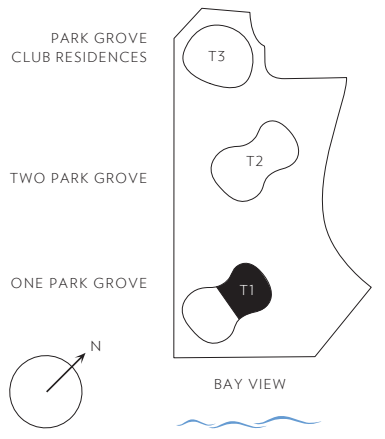 PARK GROVE
CLUB RESIDENCES
T3
T2
TWO PARK GROVE
ONE PARK GROVE
T1
N
BAY VIEW